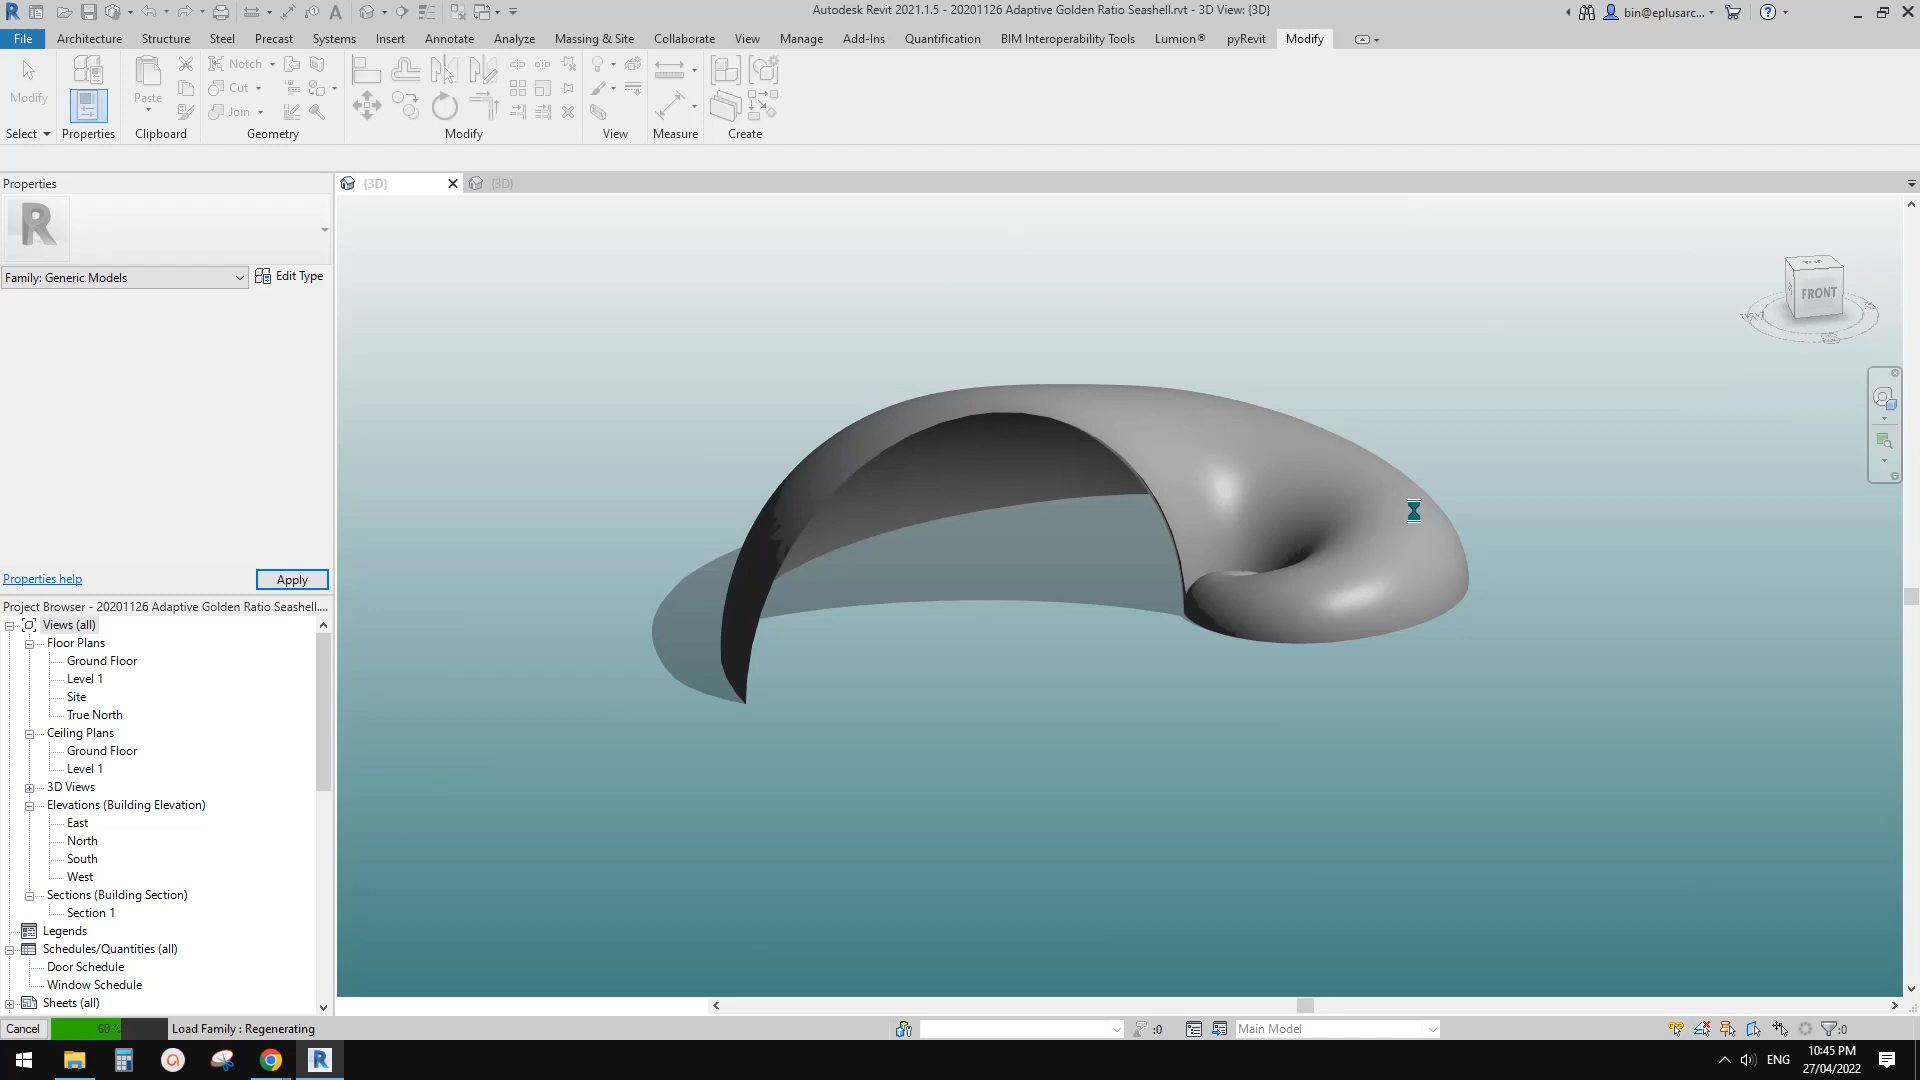 Autodesk Revit 2021.1.5 - 20201126 Adaptive Golden Ratio Seashell.rvt - 3D View: {3D}
bin@eplusarc...
File Architecture Structure Steel Precast Systems Insert Annotate Analyze Massing & Site Collaborate View Manage Add-Ins Quantification BIM Interoperability Tools Lumion® pyRevit Modify
Modify
Paste
Notch
Cut
Join
Select Properties Clipboard Geometry Modify View Measure Create
Properties
{3D}
{3D}
R
Family: Generic Models
Edit Type
FRONT
Properties help
Apply
Project Browser - 20201126 Adaptive Golden Ratio Seashell....
Views (all)
Floor Plans
Ground Floor
Level 1
Site
True North
Ceiling Plans
Ground Floor
Level 1
3D Views
Elevations (Building Elevation)
East
North
South
West
Sections (Building Section)
Section 1
Legends
Schedules/Quantities (all)
Door Schedule
Window Schedule
Sheets (all)
Cancel
60 %
Load Family : Regenerating
:0
Main Model
:0
ENG
10:45 PM
27/04/2022